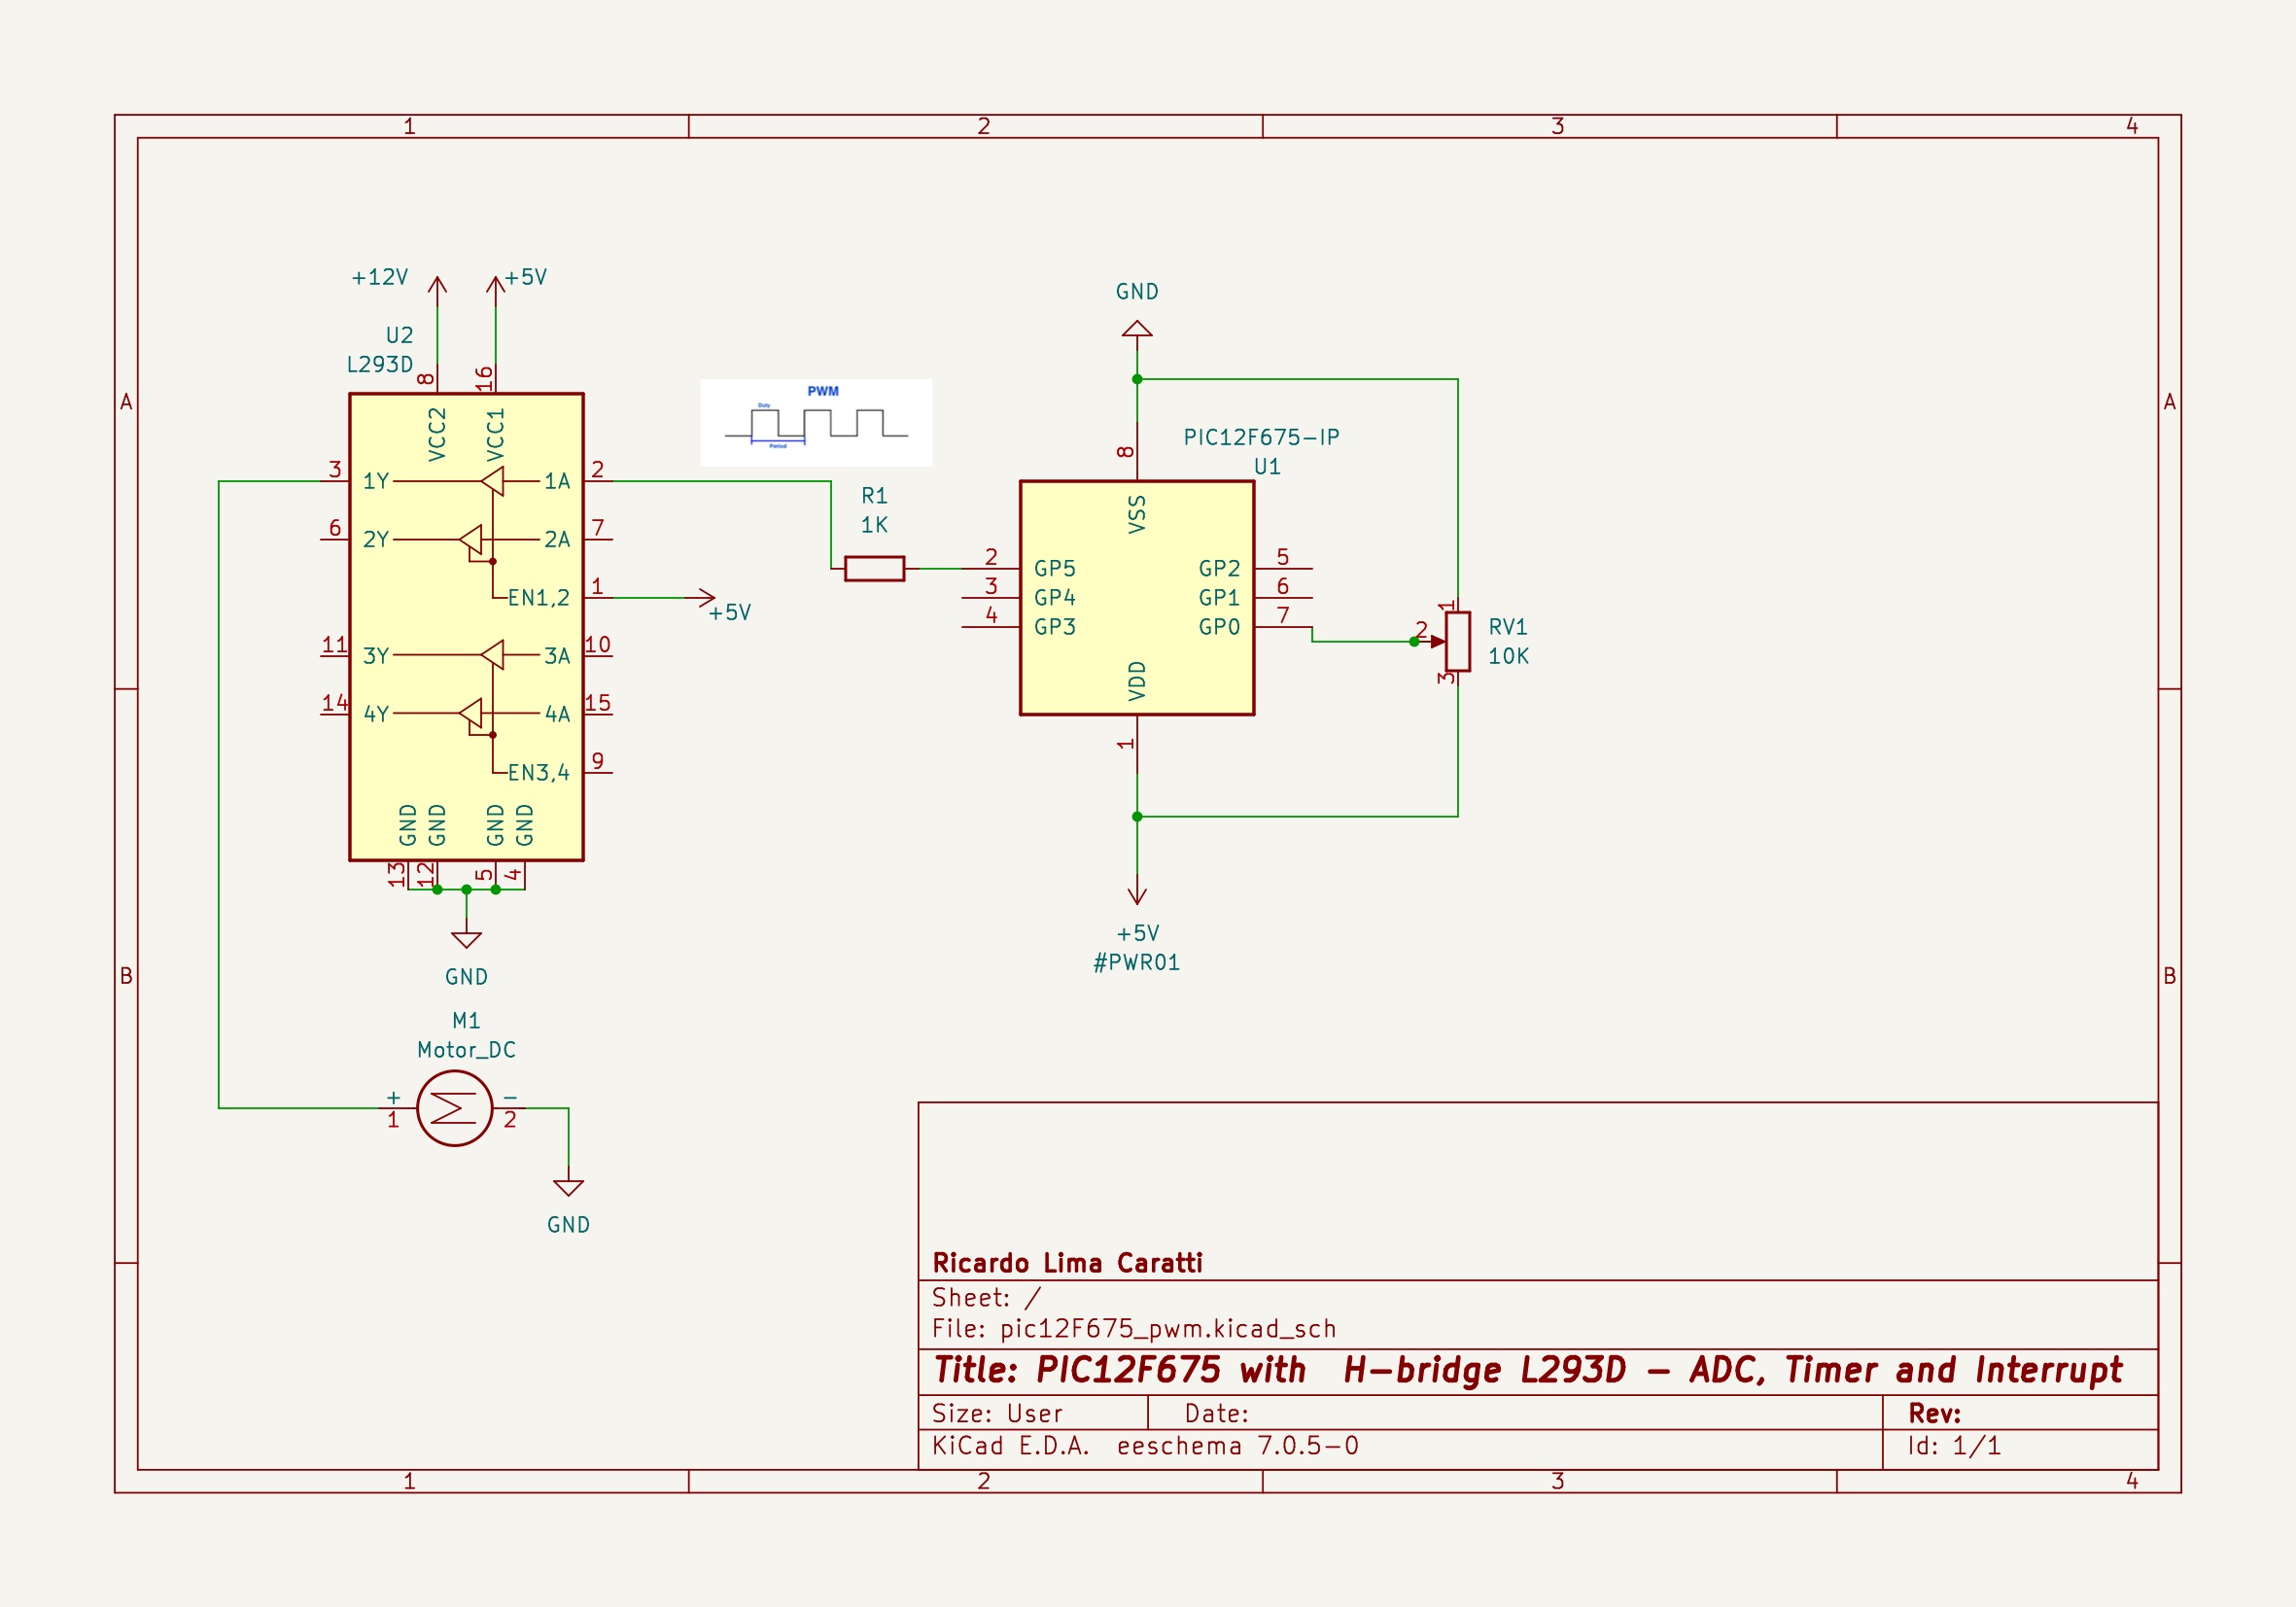 1 2 3 4
A A
+12V +5V
U2
L293D
8 16
VCC2 VCC1
3 1Y 1A 2
6 2Y 2A 7
EN1,2 1
+5V
11 3Y 3A 10
14 4Y 4A 15
EN3,4 9
GND GND GND GND
13 12 5 4
GND
M1
Motor_DC
+ -
1 2
GND
PWM
Duty
Period
R1
1K
GND
8
PIC12F675-IP
U1
VSS
2 GP5 GP2 5
3 GP4 GP1 6
4 GP3 GP0 7
VDD
1
1
2
3
RV1
10K
+5V
#PWR01
B B
Ricardo Lima Caratti
Sheet: /
File: pic12F675_pwm.kicad_sch
Title: PIC12F675 with H-bridge L293D - ADC, Timer and Interrupt
Size: User Date: Rev:
KiCad E.D.A. eeschema 7.0.5-0 Id: 1/1
1 2 3 4